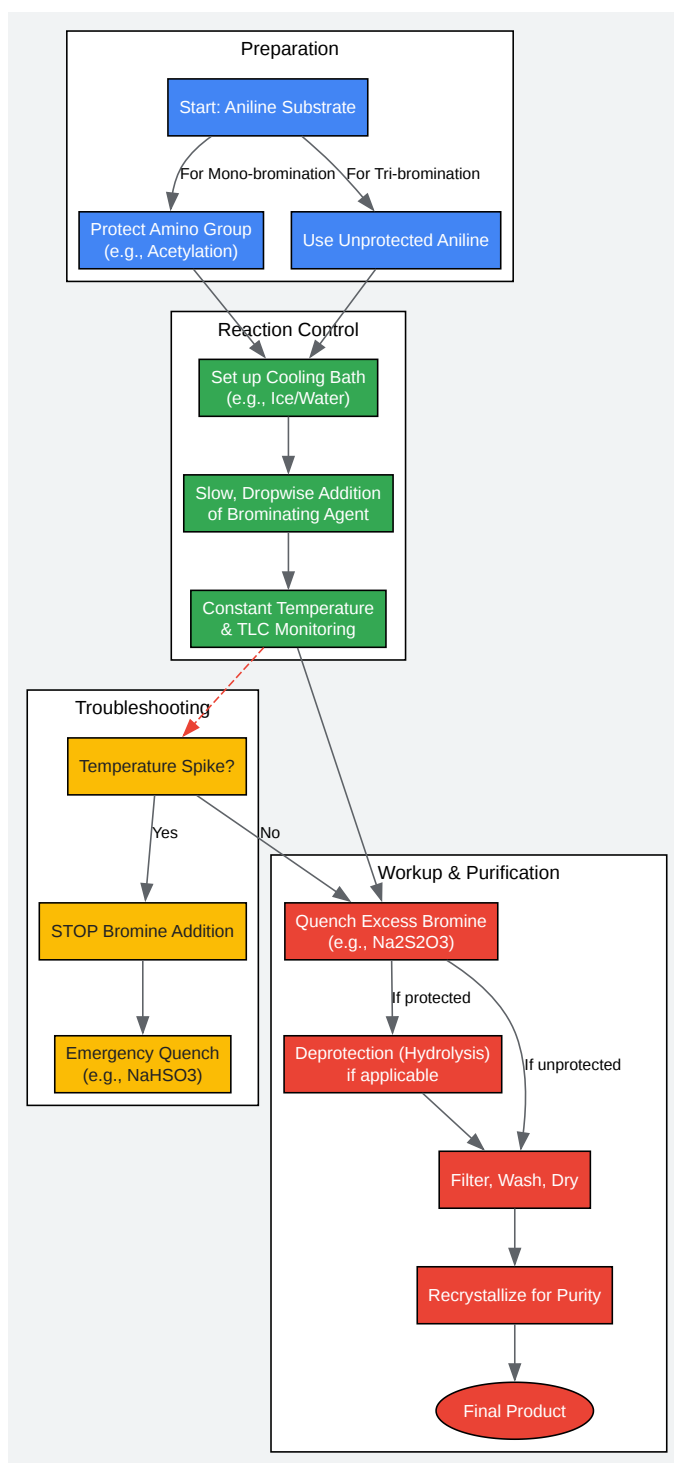 Preparation
Start: Aniline Substrate
For Mono-bromination
For Tri-bromination
Protect Amino Group
(e.g., Acetylation)
Use Unprotected Aniline
Reaction Control
Set up Cooling Bath
(e.g., Ice/Water)
Slow, Dropwise Addition
of Brominating Agent
Constant Temperature
& TLC Monitoring
Troubleshooting
Temperature Spike?
Yes
No
STOP Bromine Addition
Emergency Quench
(e.g., NaHSO3)
Workup & Purification
Quench Excess Bromine
(e.g., Na2S2O3)
If protected
Deprotection (Hydrolysis)
if applicable
If unprotected
Filter, Wash, Dry
Recrystallize for Purity
Final Product